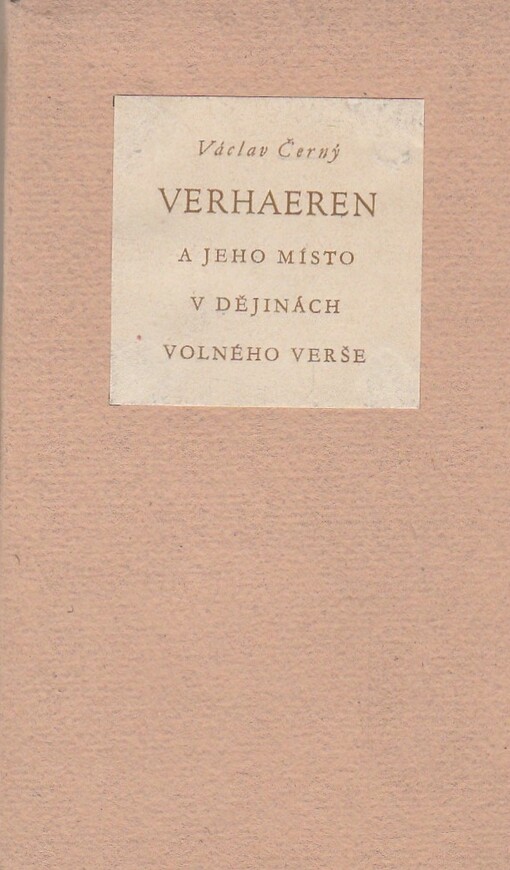 Václav Černý
VERHAEREN
A JEHO MÍSTO
V DĚJINÁCH
VOLNÉHO VERŠE